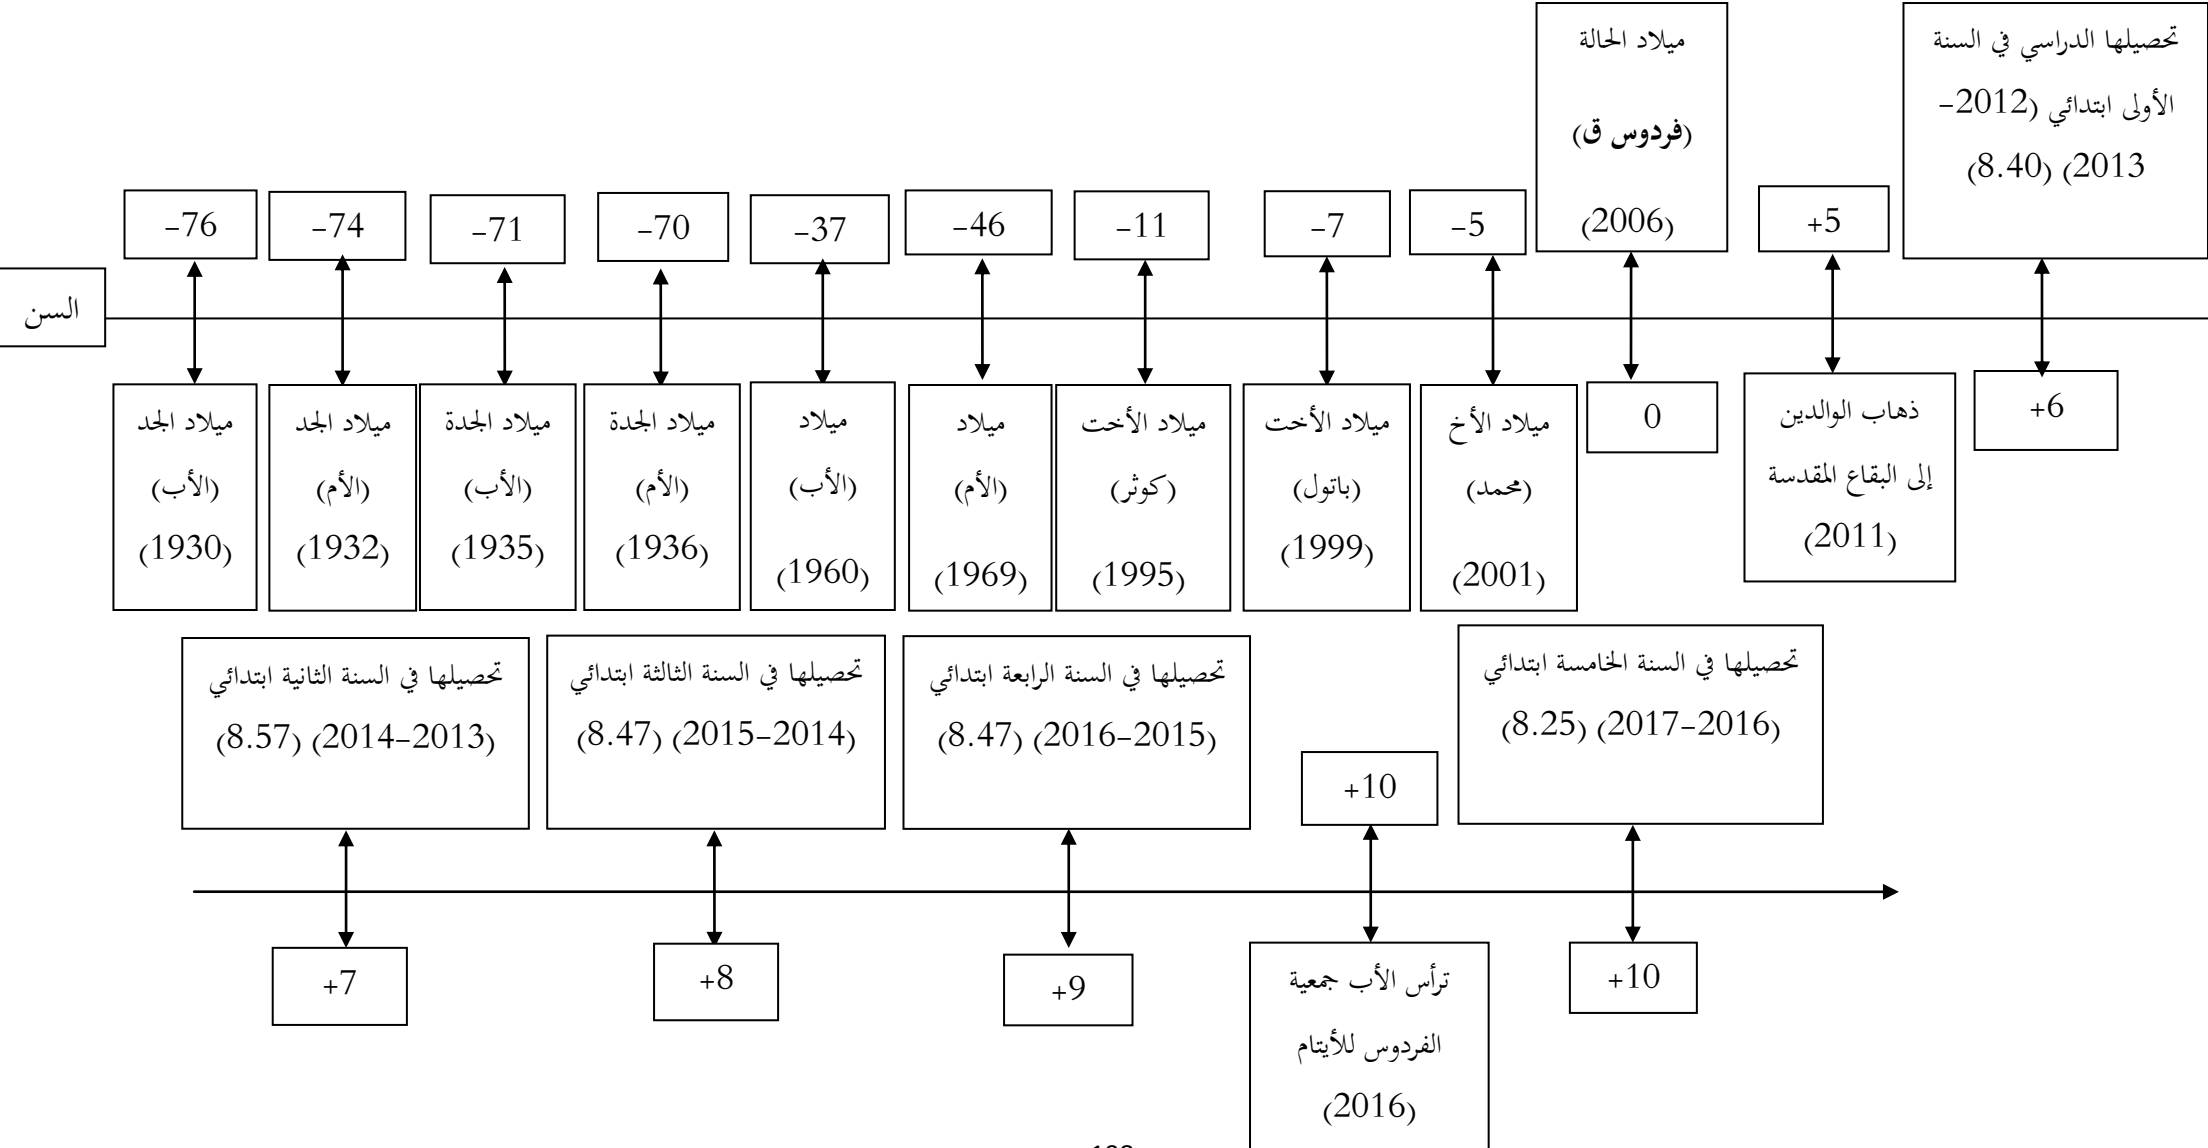 ميلاد الحالة
(فردوس ق)
(2006)
تحصيلها الدراسي في السنة
الأولى ابتدائي (2012-
2013) (8.40)
-76
-74
-71
-70
-37
-46
-11
-7
-5
+5
السن
ميلاد الجد
(الأب)
(1930)
ميلاد الجد
(الأم)
(1932)
ميلاد الجدة
(الأب)
(1935)
ميلاد الجدة
(الأم)
(1936)
ميلاد
(الأب)
(1960)
ميلاد
(الأم)
(1969)
ميلاد الأخت
(كوثر)
(1995)
ميلاد الأخت
(باتول)
(1999)
ميلاد الأخ
(محمد)
(2001)
0
ذهاب الوالدين
إلى البقاع المقدسة
(2011)
+6
تحصيلها في السنة الثانية ابتدائي
(2013-2014) (8.57)
تحصيلها في السنة الثالثة ابتدائي
(2014-2015) (8.47)
تحصيلها في السنة الرابعة ابتدائي
(2015-2016) (8.47)
+10
تحصيلها في السنة الخامسة ابتدائي
(2016-2017) (8.25)
+7
+8
+9
ترأس الأب جمعية
الفردوس للأيتام
(2016)
+10